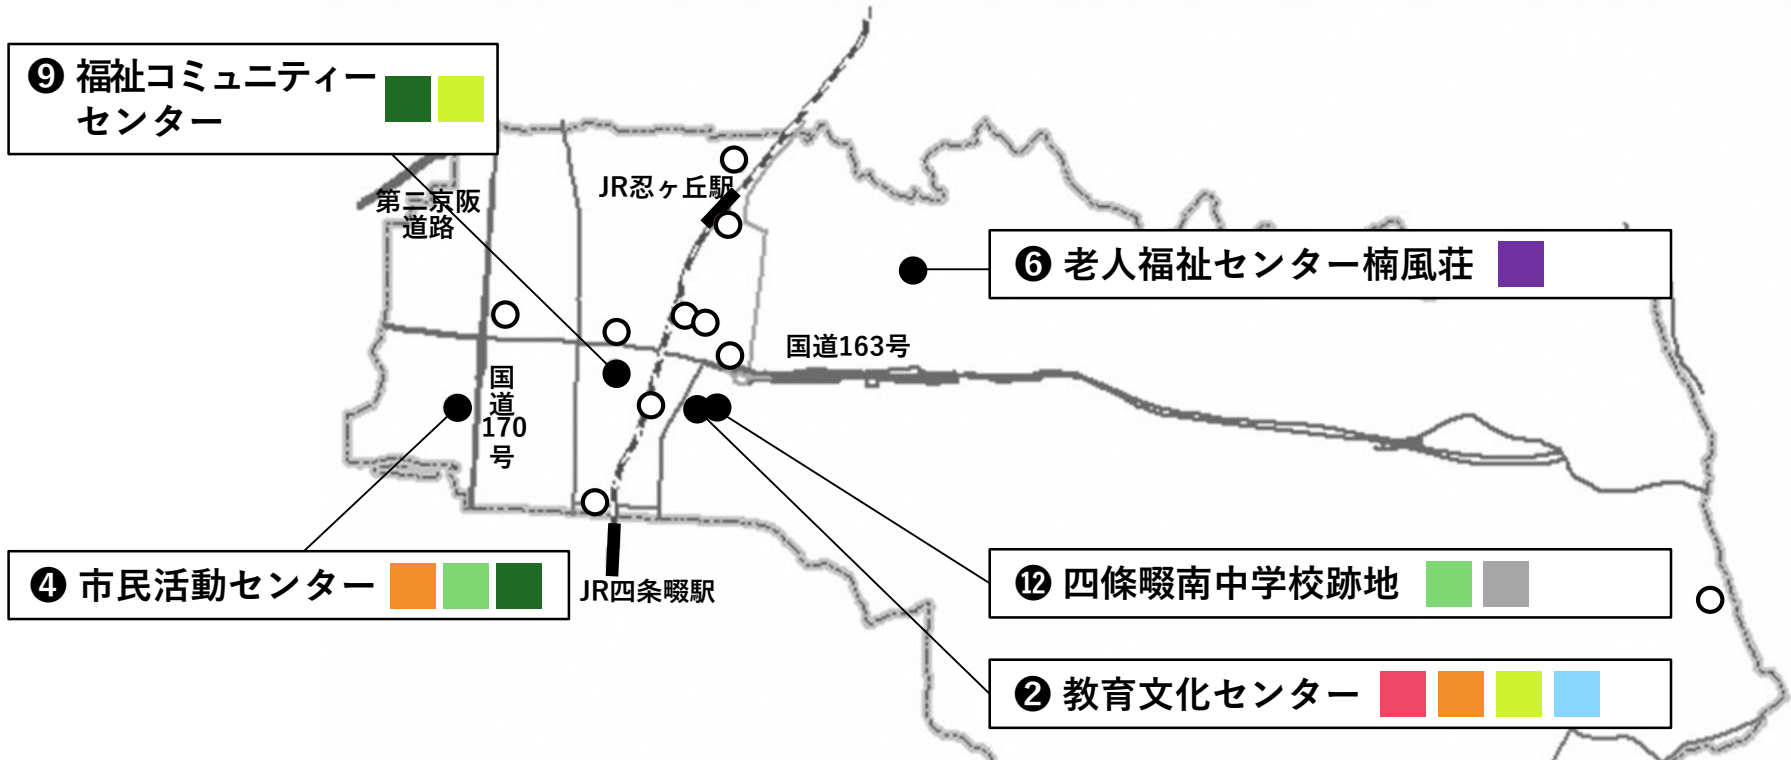 ❾ 福祉コミュニティー
センター
第二京阪
道路
JR忍ヶ丘駅
❻ 老人福祉センター楠風荘
国道163号
国
道
170
号
❹ 市民活動センター
JR四条畷駅
⓬ 四條畷南中学校跡地
❷ 教育文化センター